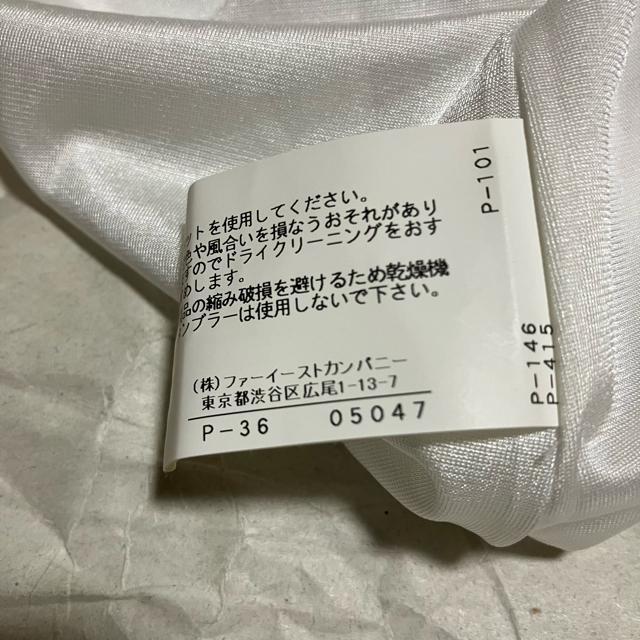 ットを使用してください。
や風合いを損なうおそれがあり
すのでドライクリーニングをおす
めします。
品の縮み破損を避けるため乾燥機
ンブラーは使用しないで下さい。
(株)ファーイーストカンパニー
東京都渋谷区広尾1-13-7
P-36 05047
P-101
P-146
P-415